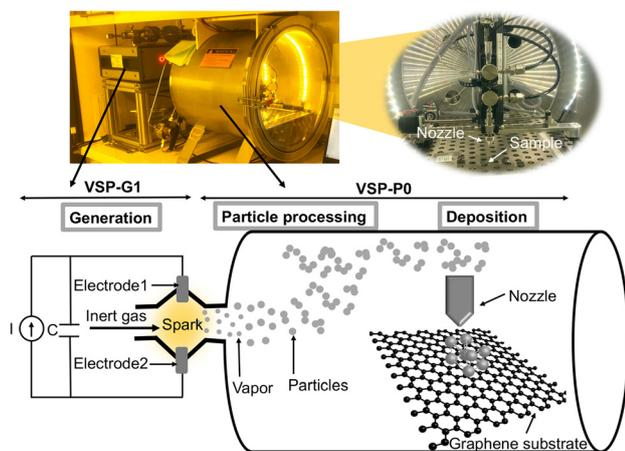 Nozzle
Sample
VSP-G1
VSP-P0
Generation
Particle processing
Deposition
Electrode1
Nozzle
Inert gas
Spark
I
C
Electrode2
Vapor
Particles
Graphene substrate